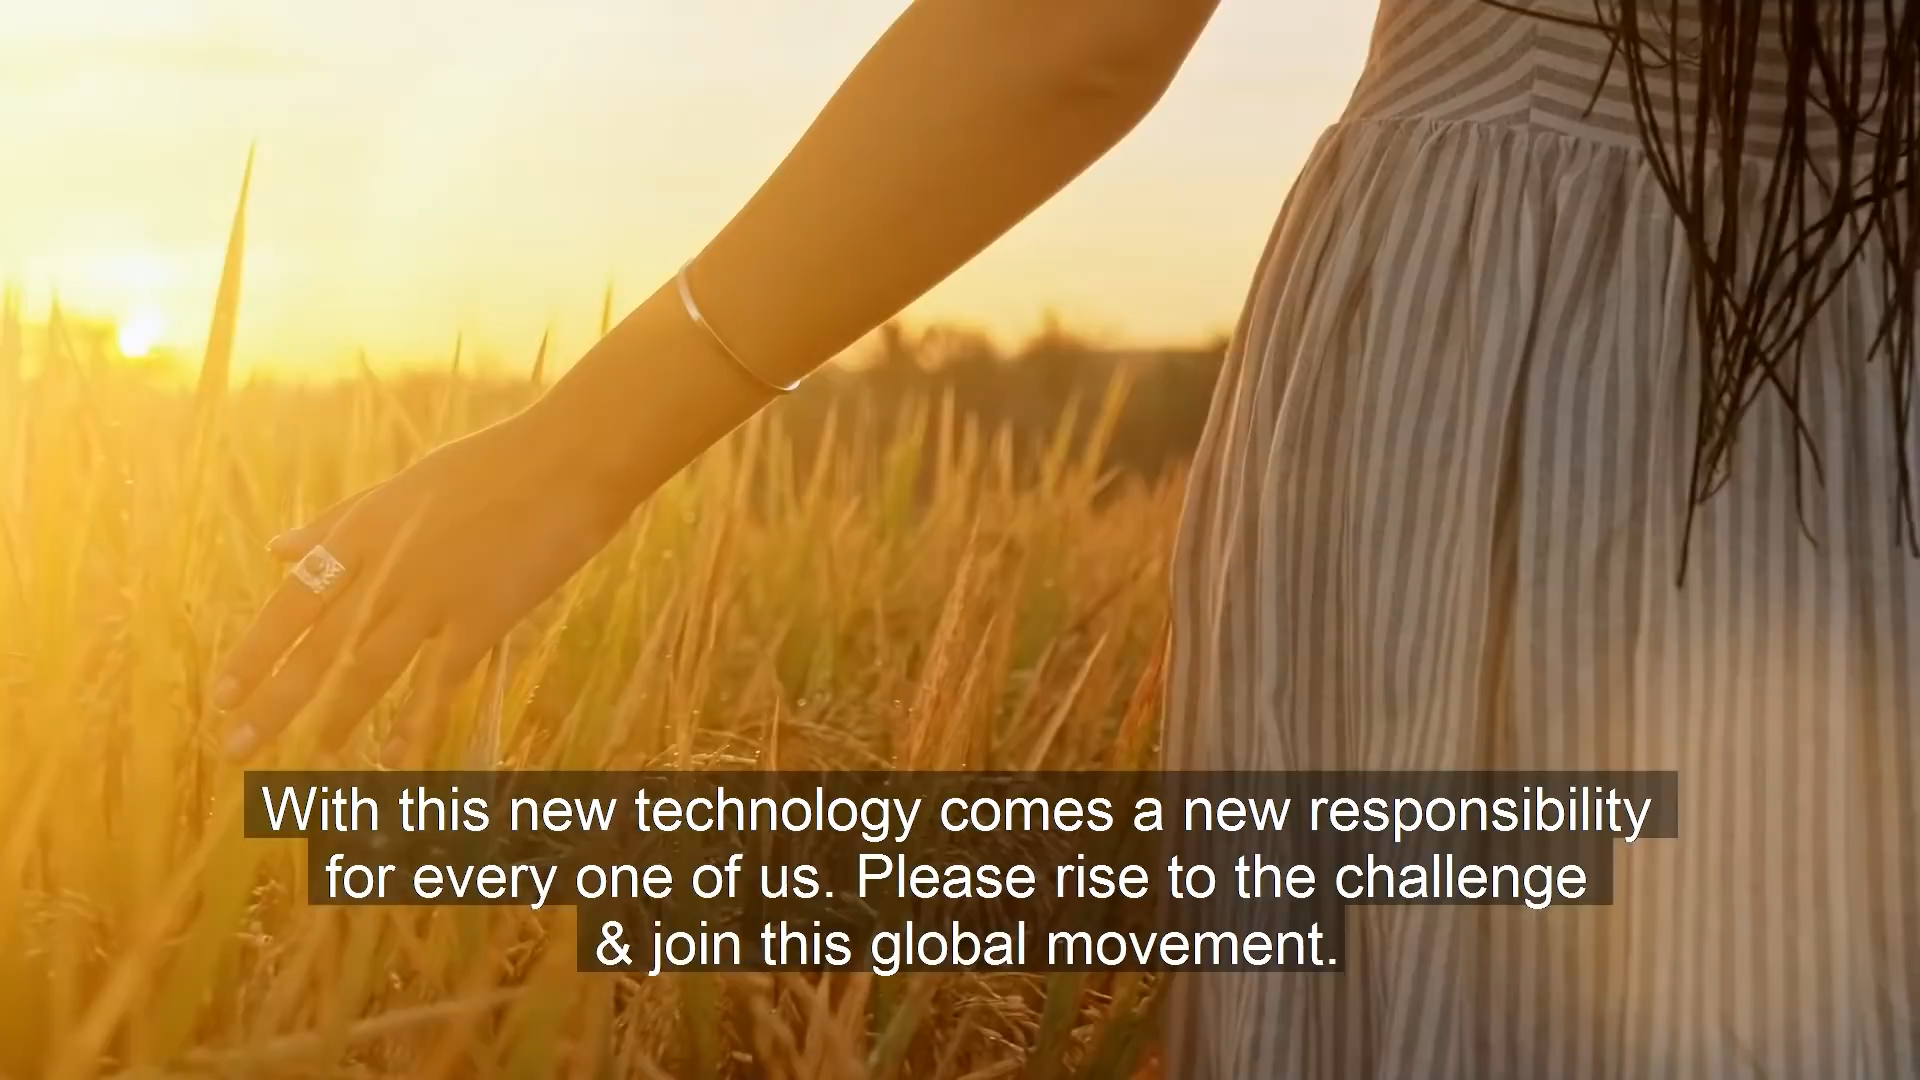 With this new technology comes a new responsibility
for every one of us. Please rise to the challenge
& join this global movement.